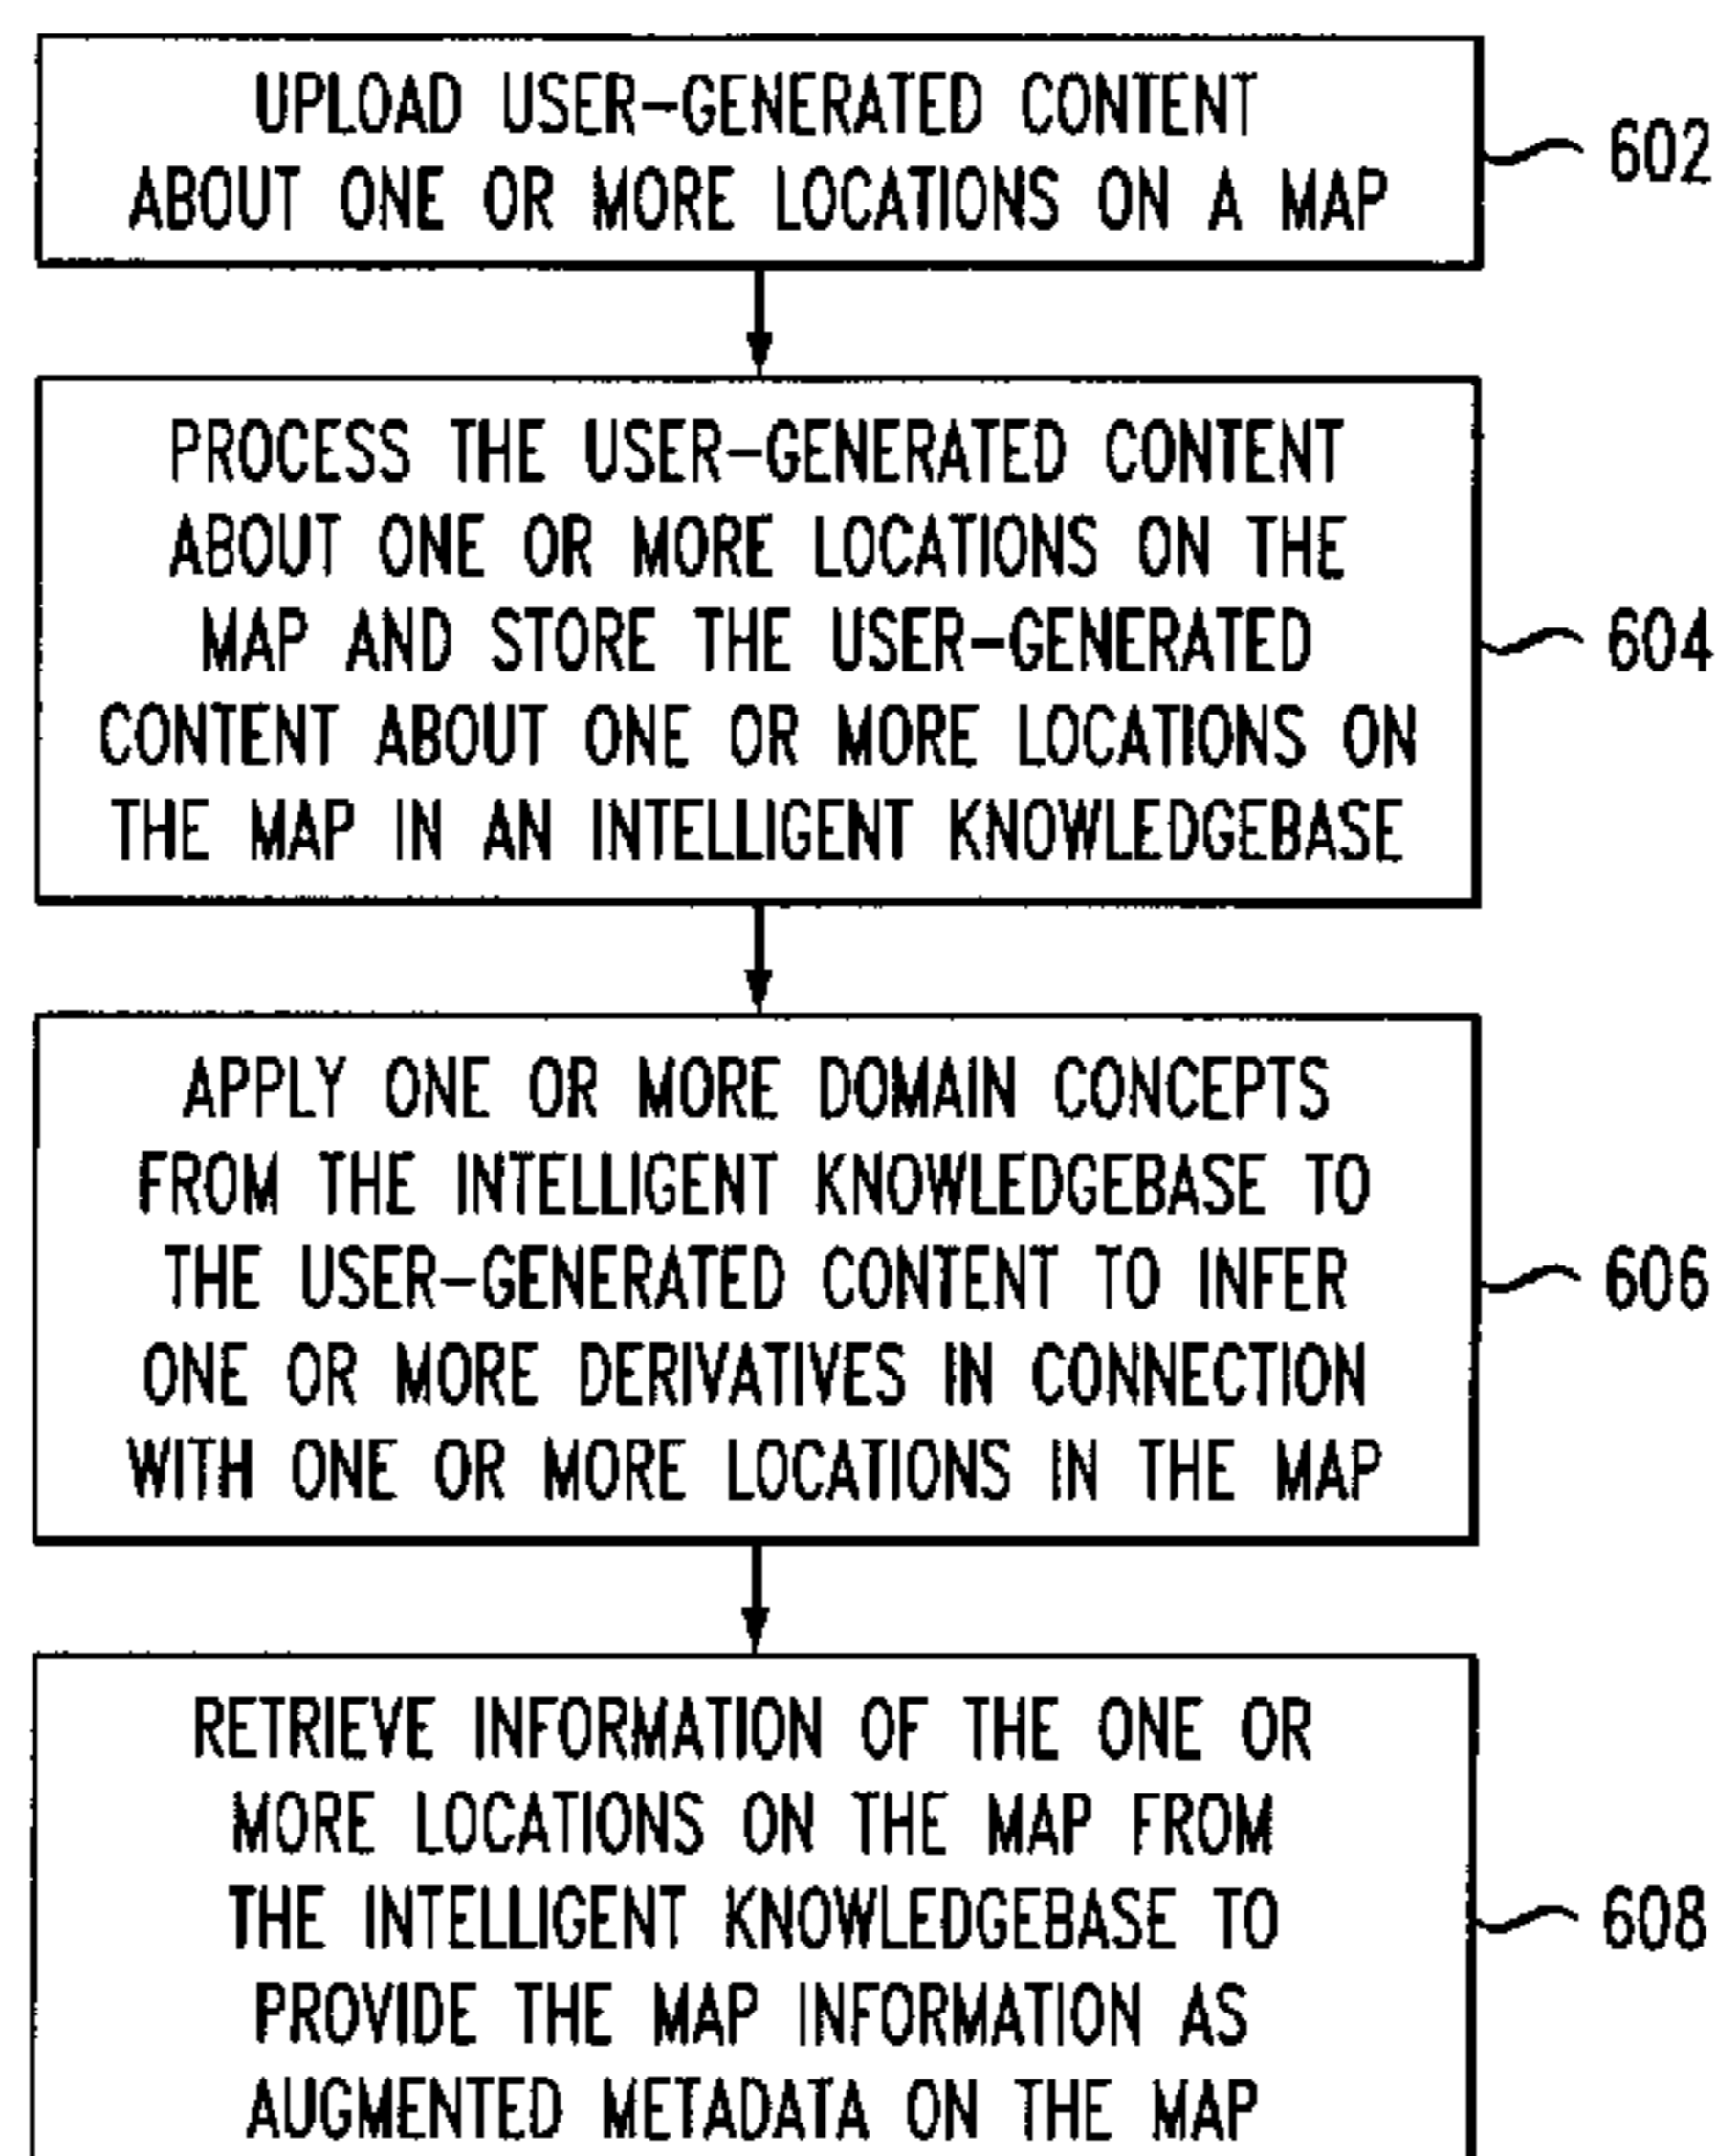 UPLOAD USER-GENERATED CONTENT
ABOUT ONE OR MORE LOCATIONS ON A MAP
602
PROCESS THE USER-GENERATED CONTENT
ABOUT ONE OR MORE LOCATIONS ON THE
MAP AND STORE THE USER-GENERATED
CONTENT ABOUT ONE OR MORE LOCATIONS ON
THE MAP IN AN INTELLIGENT KNOWLEDGEBASE
604
APPLY ONE OR MORE DOMAIN CONCEPTS
FROM THE INTELLIGENT KNOWLEDGEBASE TO
THE USER-GENERATED CONTENT TO INFER
ONE OR MORE DERIVATIVES IN CONNECTION
WITH ONE OR MORE LOCATIONS IN THE MAP
606
RETRIEVE INFORMATION OF THE ONE OR
MORE LOCATIONS ON THE MAP FROM
THE INTELLIGENT KNOWLEDGEBASE TO
PROVIDE THE MAP INFORMATION AS
AUGMENTED METADATA ON THE MAP
608